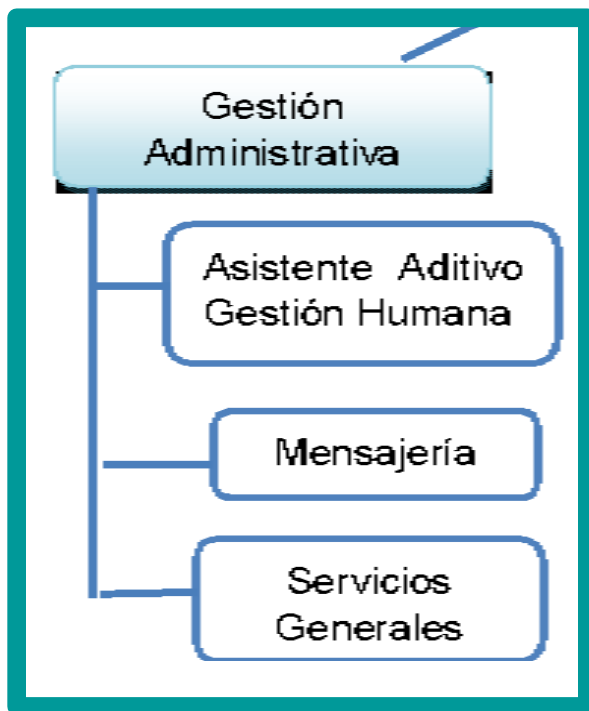 Gestión
Administrativa
Asistente Aditivo
Gestión Humana
Mensajería
Servicios
Generales